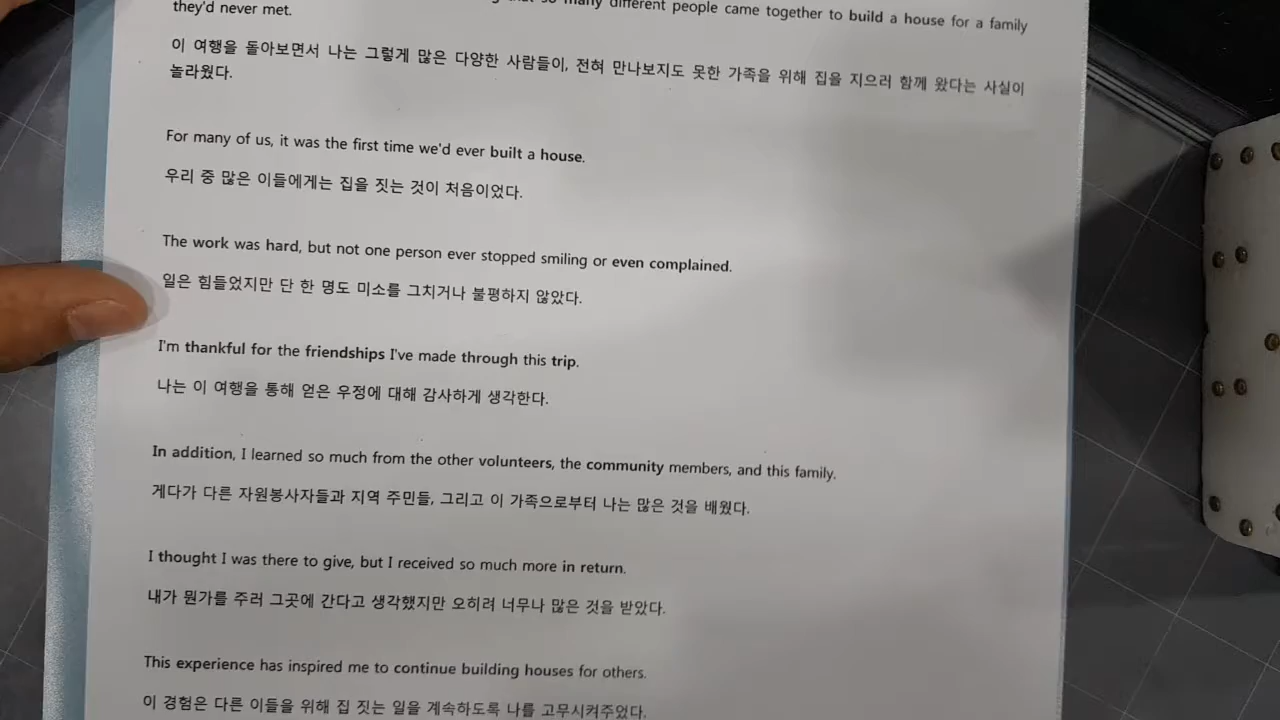 many different people came together to build a house for a family
they'd never met.
이 여행을 돌아보면서 나는 그렇게 많은 다양한 사람들이, 전혀 만나보지도 못한 가족을 위해 집을 지으러 함께 왔다는 사실이
놀라웠다.
For many of us, it was the first time we'd ever built a house.
우리 중 많은 이들에게는 집을 짓는 것이 처음이었다.
The work was hard, but not one person ever stopped smiling or even complained.
일은 힘들었지만 단 한 명도 미소를 그치거나 불평하지 않았다.
I'm thankful for the friendships I've made through this trip.
나는 이 여행을 통해 얻은 우정에 대해 감사하게 생각한다.
In addition, I learned so much from the other volunteers, the community members, and this family.
게다가 다른 자원봉사자들과 지역 주민들, 그리고 이 가족으로부터 나는 많은 것을 배웠다.
I thought I was there to give, but I received so much more in return.
내가 뭔가를 주러 그곳에 간다고 생각했지만 오히려 너무나 많은 것을 받았다.
This experience has inspired me to continue building houses for others.
이 경험은 다른 이들을 위해 집 짓는 일을 계속하도록 나를 고무시켜주었다.